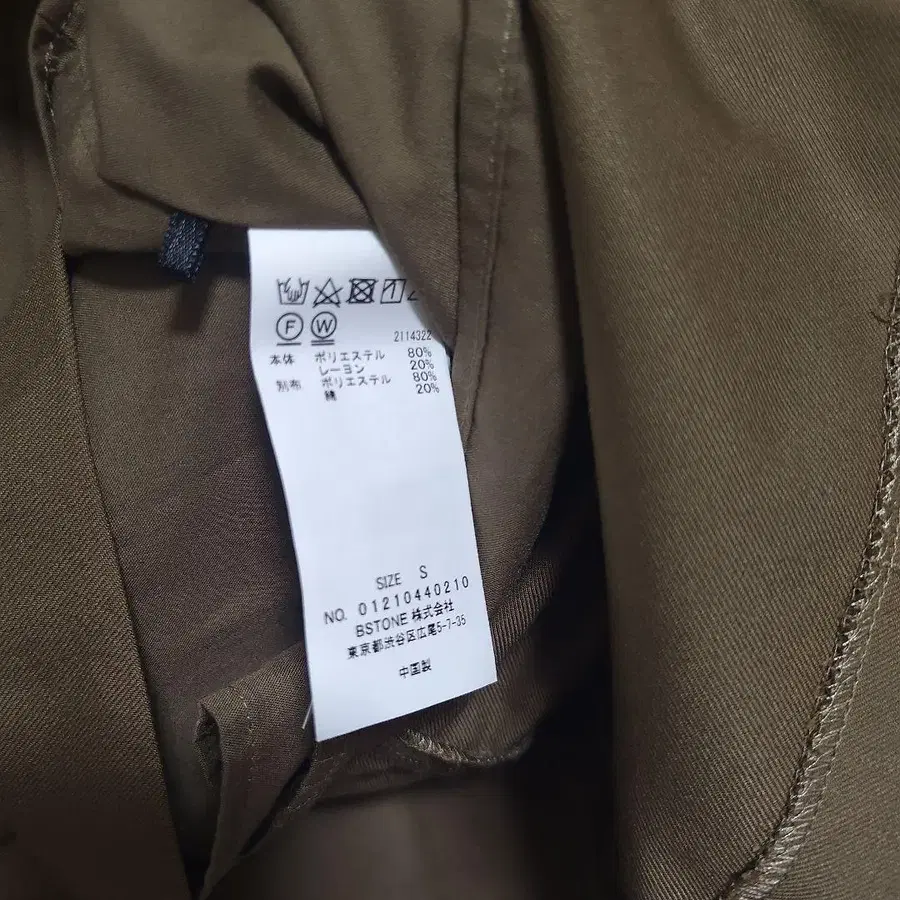 F W
2114322
本体 ポリエステル 80%
レーヨン 20%
別布 ポリエステル 80%
綿 20%
SIZE S
NO. 01210440210
BSTONE 株式会社
東京都渋谷区広尾5-7-35
中国製